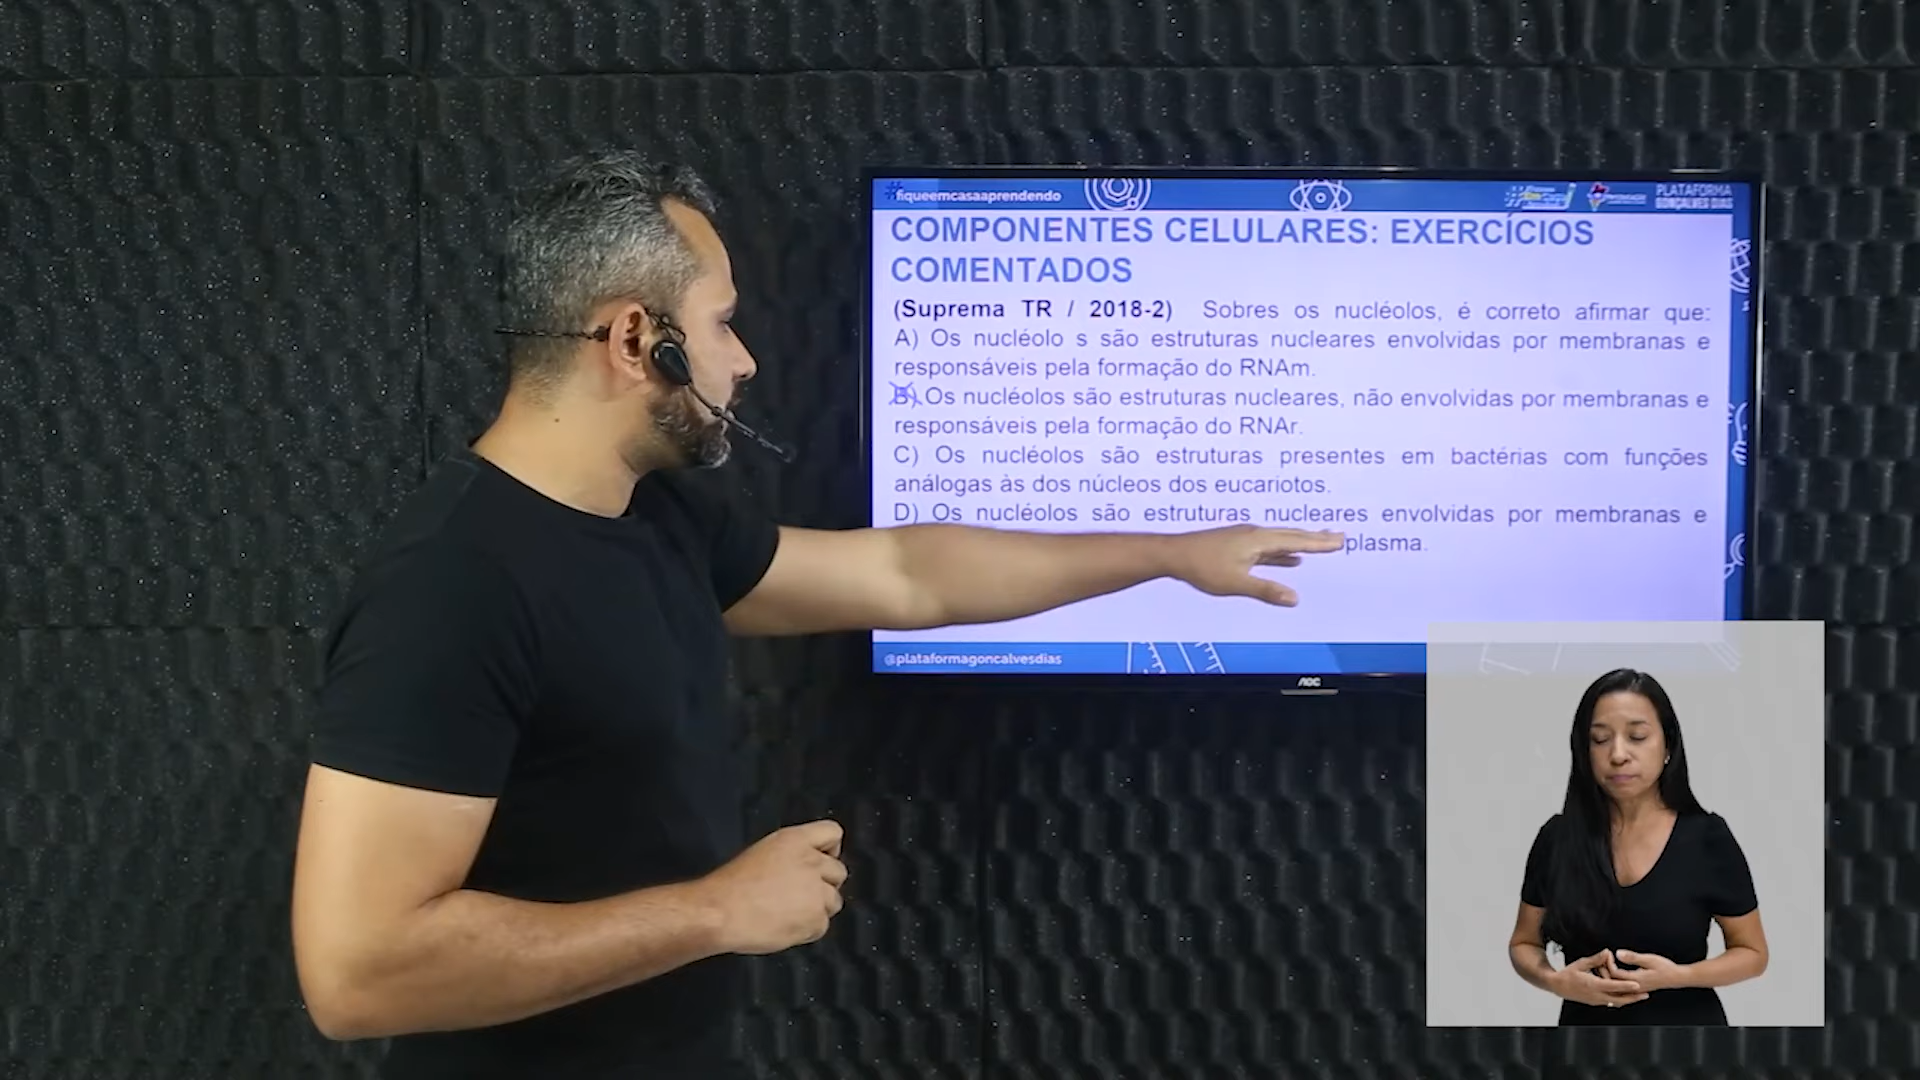 #fiqueemcasaaprendendo
PLATAFORMA
GONÇALVES DIAS
COMPONENTES CELULARES: EXERCÍCIOS
COMENTADOS
(Suprema TR / 2018-2) Sobres os nucléolos, é correto afirmar que:
A) Os nucléolo s são estruturas nucleares envolvidas por membranas e
responsáveis pela formação do RNAm.
B) Os nucléolos são estruturas nucleares, não envolvidas por membranas e
responsáveis pela formação do RNAr.
C) Os nucléolos são estruturas presentes em bactérias com funções
análogas às dos núcleos dos eucariotos.
D) Os nucléolos são estruturas nucleares envolvidas por membranas e
plasma.
@plataformagoncalvesdias
AOC